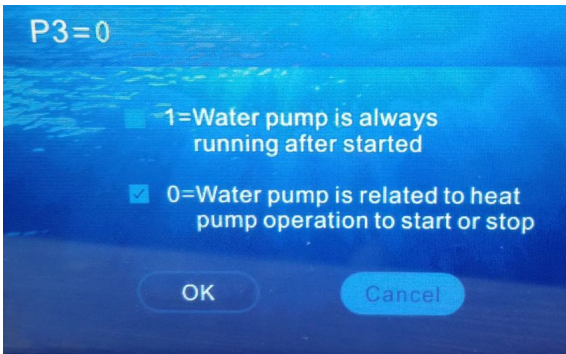 P3=0
1=Water pump is always
running after started
0=Water pump is related to heat
pump operation to start or stop
OK
Cancel